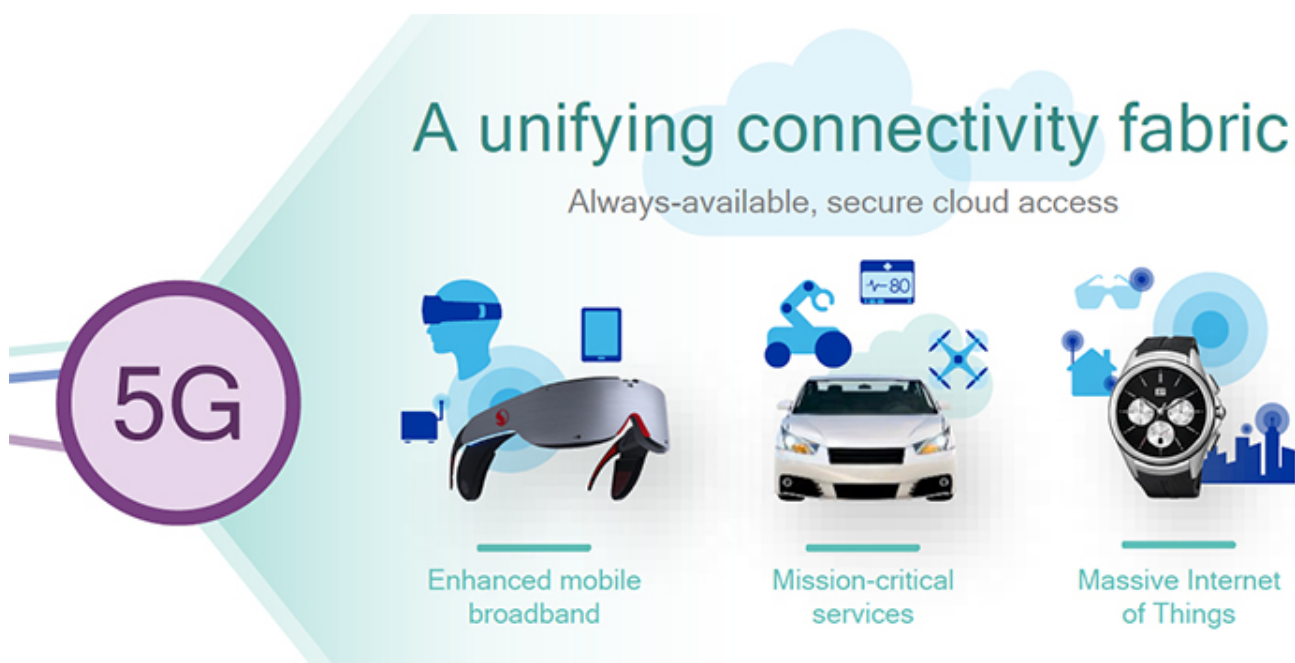 A unifying connectivity fabric
Always-available, secure cloud access
5G
80
Enhanced mobile
broadband
Mission-critical
services
Massive Internet
of Things